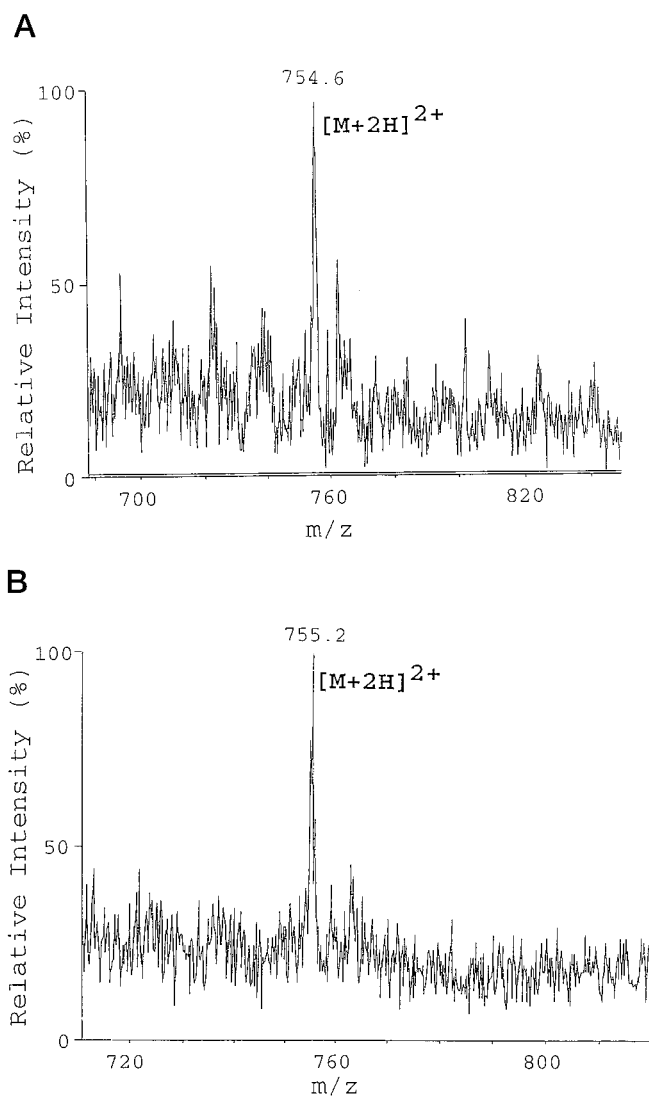 A
754.6
[M+2H]2+
100
50
0
Relative Intensity (%)
700
760
820
m/z
B
755.2
[M+2H]2+
100
50
0
Relative Intensity (%)
720
760
800
m/z